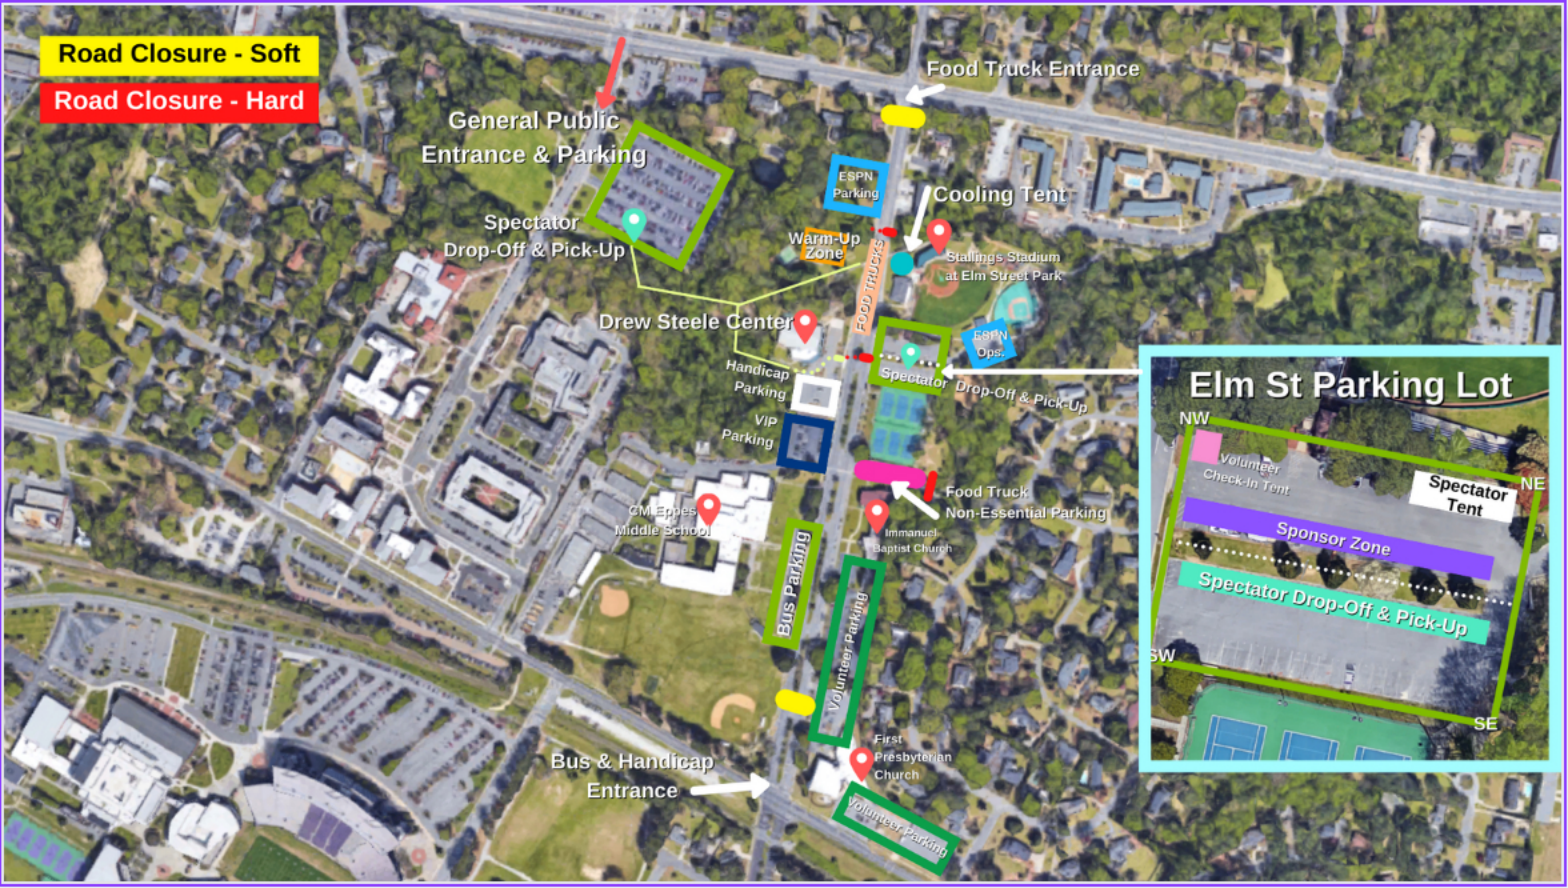 Road Closure - Soft
Road Closure - Hard
General Public
Entrance & Parking
Spectator
Drop-Off & Pick-Up
Food Truck Entrance
ESPN
Parking
Cooling Tent
Warm-Up
Zone
FOOD TRUCKS
Stallings Stadium
at Elm Street Park
Drew Steele Center
ESPN
Ops.
Spectator Drop-Off & Pick-Up
Handicap
Parking
VIP
Parking
CM Eppes
Middle School
Food Truck
Non-Essential Parking
Immanuel
Baptist Church
Bus Parking
Volunteer Parking
First
Presbyterian
Church
Bus & Handicap
Entrance
Volunteer Parking
Elm St Parking Lot
NW
NE
Volunteer
Check-In Tent
Spectator
Tent
Sponsor Zone
Spectator Drop-Off & Pick-Up
SW
SE